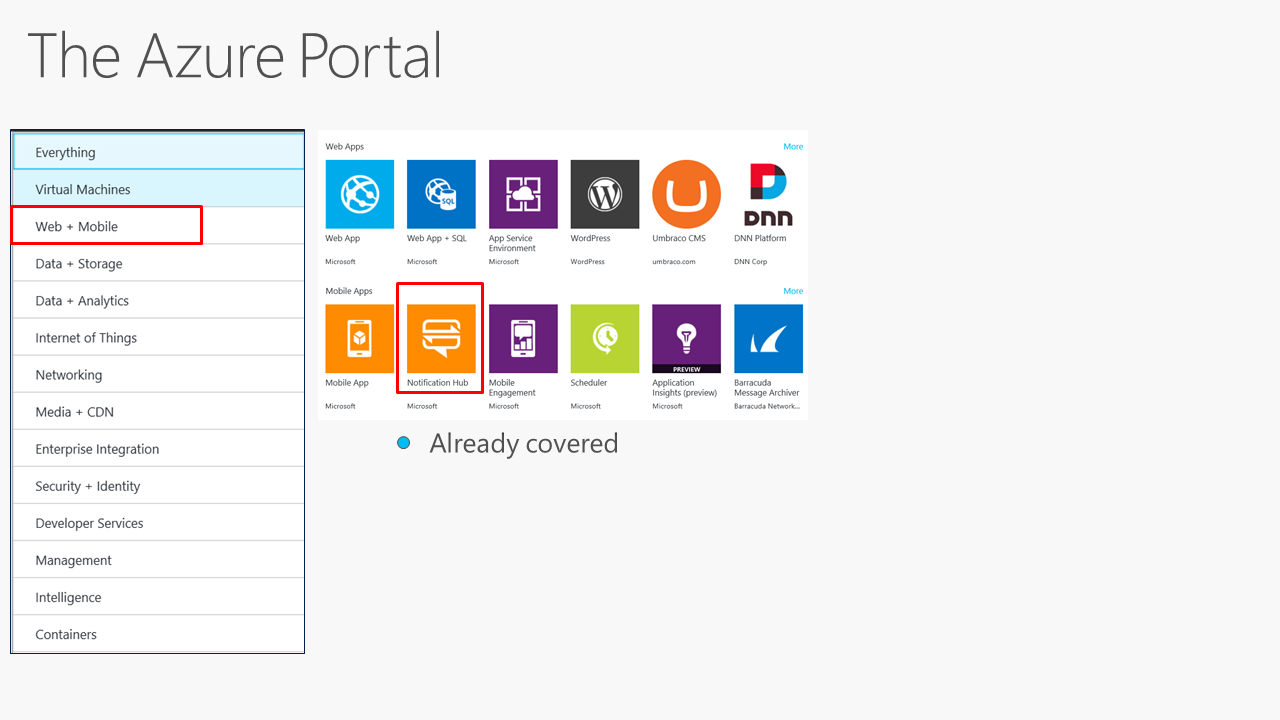 The Azure Portal
Everything
Virtual Machines
Web + Mobile
Data + Storage
Data + Analytics
Internet of Things
Networking
Media + CDN
Enterprise Integration
Security + Identity
Developer Services
Management
Intelligence
Containers
Web Apps More
SQL
DNN
Web App Web App + SQL App Service WordPress Umbraco CMS DNN Platform
Environment
Microsoft Microsoft Microsoft WordPress umbraco.com DNN Corp
Mobile Apps More
PREVIEW
Mobile App Notification Hub Mobile Scheduler Application Barracuda
Engagement Insights (preview) Message Archiver
Microsoft Microsoft Microsoft Microsoft Microsoft Barracuda Network...
Already covered